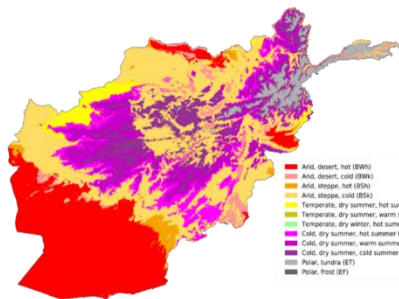 Arid, desert, hot (BWh)
Arid, desert, cold (BWk)
Arid, steppe, hot (BSh)
Arid, steppe, cold (BSk)
Temperate, dry summer, hot sum
Temperate, dry summer, warm s
Temperate, dry winter, hot summ
Cold, dry summer, hot summer (
Cold, dry summer, warm summe
Cold, dry summer, cold summer
Polar, tundra (ET)
Polar, frost (EF)